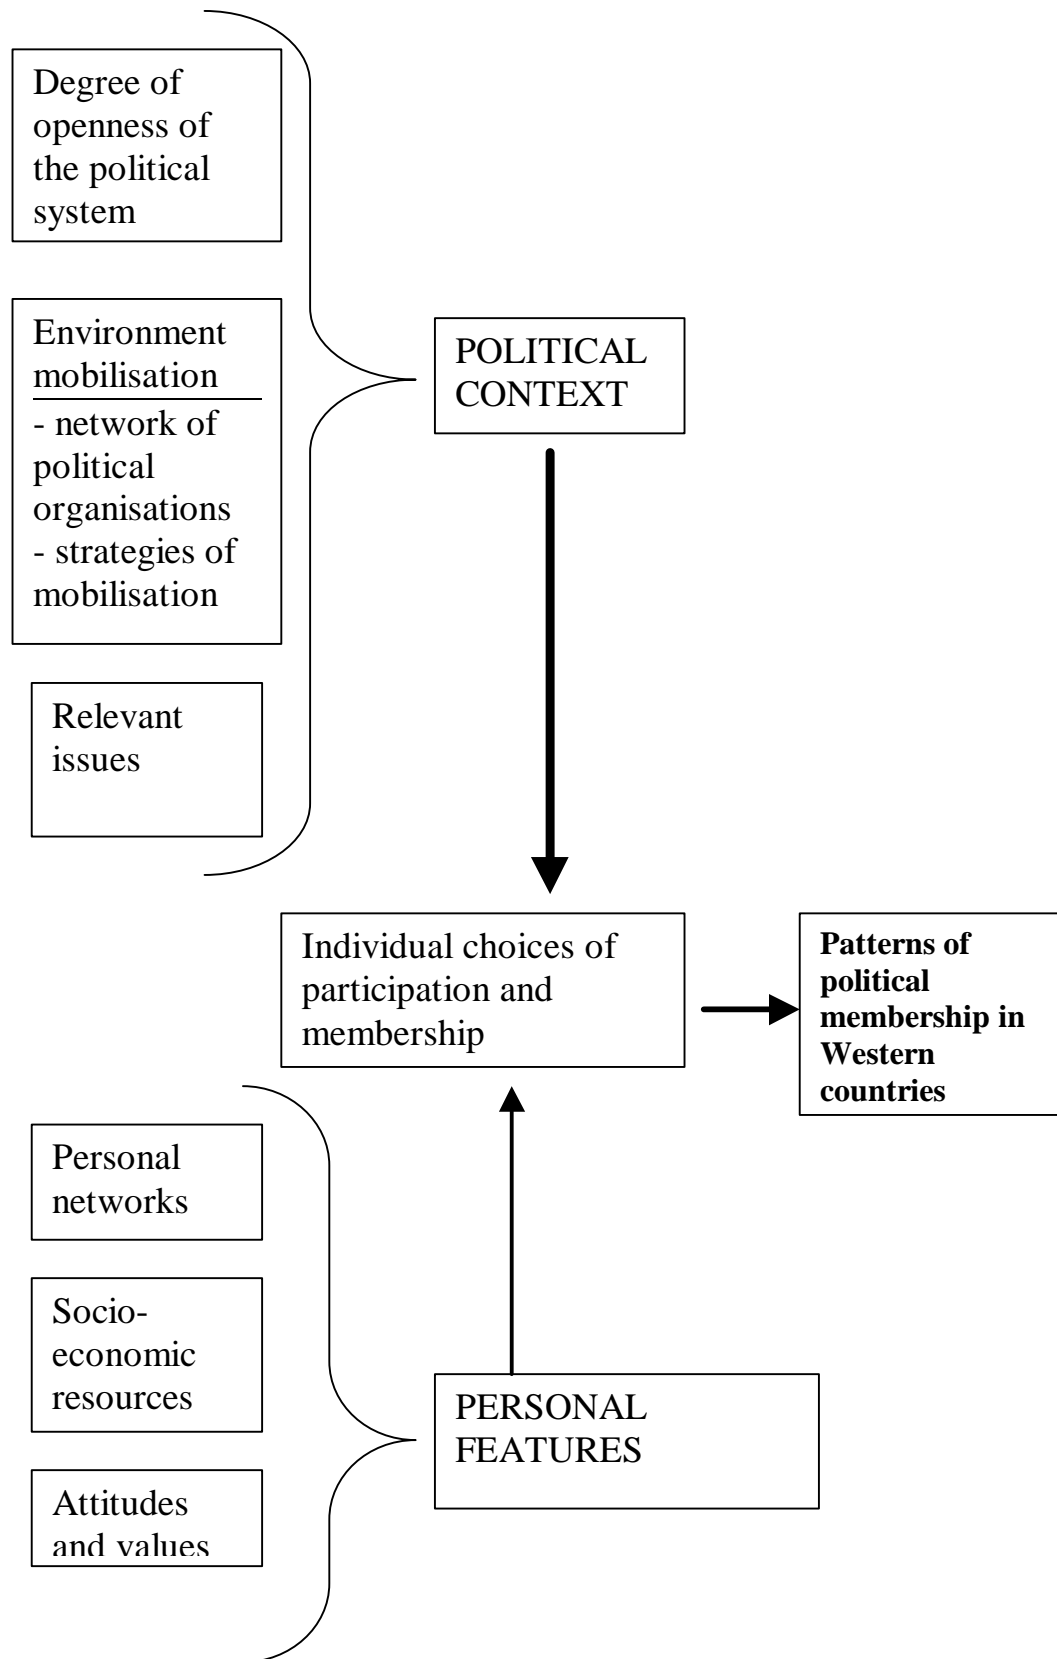 Degree of
openness of
the political
system
Environment
mobilisation
- network of
political
organisations
- strategies of
mobilisation
Relevant
issues
POLITICAL
CONTEXT
Individual choices of
participation and
membership
Patterns of
political
membership in
Western
countries
Personal
networks
Socio-
economic
resources
Attitudes
and values
PERSONAL
FEATURES